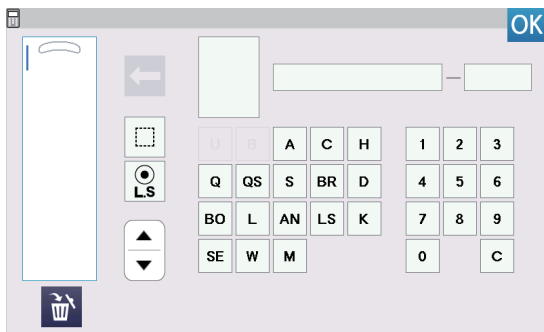 OK
U B A C H 1 2 3
L.S
Q QS S BR D 4 5 6
BO L AN LS K 7 8 9
SE W M 0 C